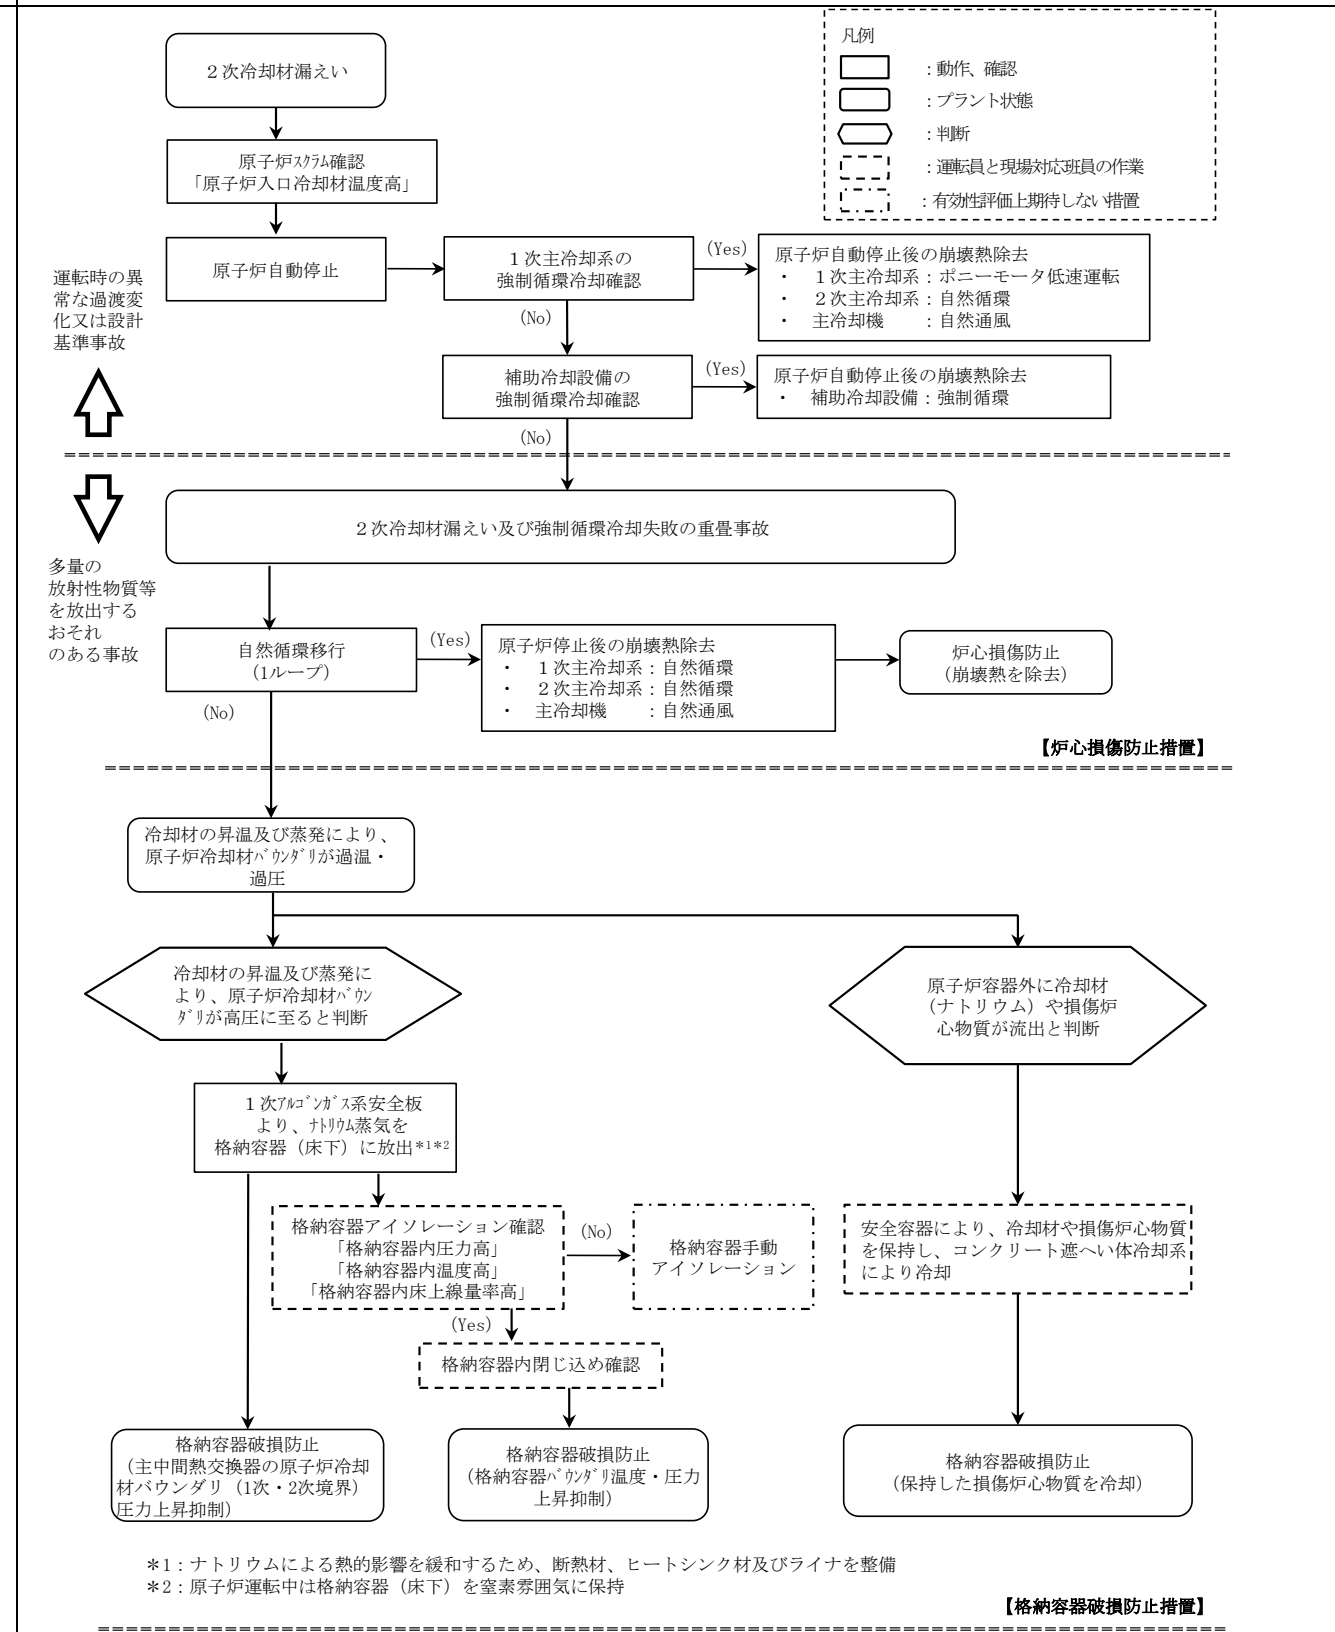 凡例
：動作、確認
：プラント状態
：判断
：運転員と現場対応班員の作業
：有効性評価上期待しない措置
２次冷却材漏えい
原子炉ｽｸﾗﾑ確認
「原子炉入口冷却材温度高」
原子炉自動停止
１次主冷却系の
強制循環冷却確認
(Yes)
原子炉自動停止後の崩壊熱除去
・ １次主冷却系：ポニーモータ低速運転
・ ２次主冷却系：自然循環
・ 主冷却機 ：自然通風
運転時の異
常な過渡変
化又は設計
基準事故
(No)
補助冷却設備の
強制循環冷却確認
(Yes)
原子炉自動停止後の崩壊熱除去
・ 補助冷却設備：強制循環
(No)
２次冷却材漏えい及び強制循環冷却失敗の重畳事故
多量の
放射性物質等
を放出する
おそれ
のある事故
自然循環移行
(1ループ)
(Yes)
原子炉停止後の崩壊熱除去
・ １次主冷却系：自然循環
・ ２次主冷却系：自然循環
・ 主冷却機 ：自然通風
炉心損傷防止
（崩壊熱を除去）
(No)
【炉心損傷防止措置】
冷却材の昇温及び蒸発により、
原子炉冷却材ﾊﾞｳﾝﾀﾞﾘが過温・
過圧
冷却材の昇温及び蒸発に
より、原子炉冷却材ﾊﾞｳﾝ
ﾀﾞﾘが高圧に至ると判断
原子炉容器外に冷却材
（ナトリウム）や損傷炉
心物質が流出と判断
１次ｱﾙｺﾞﾝｶﾞｽ系安全板
より、ﾅﾄﾘｳﾑ蒸気を
格納容器（床下）に放出*1*2
格納容器アイソレーション確認
「格納容器内圧力高」
「格納容器内温度高」
「格納容器内床上線量率高」
(No)
格納容器手動
アイソレーション
安全容器により、冷却材や損傷炉心物質
を保持し、コンクリート遮へい体冷却系
により冷却
(Yes)
格納容器内閉じ込め確認
格納容器破損防止
（主中間熱交換器の原子炉冷却
材バウンダリ（1次・2次境界）
圧力上昇抑制）
格納容器破損防止
（格納容器ﾊﾞｳﾝﾀﾞﾘ温度・圧力
上昇抑制）
格納容器破損防止
（保持した損傷炉心物質を冷却）
＊1：ナトリウムによる熱的影響を緩和するため、断熱材、ヒートシンク材及びライナを整備
＊2：原子炉運転中は格納容器（床下）を窒素雰囲気に保持
【格納容器破損防止措置】